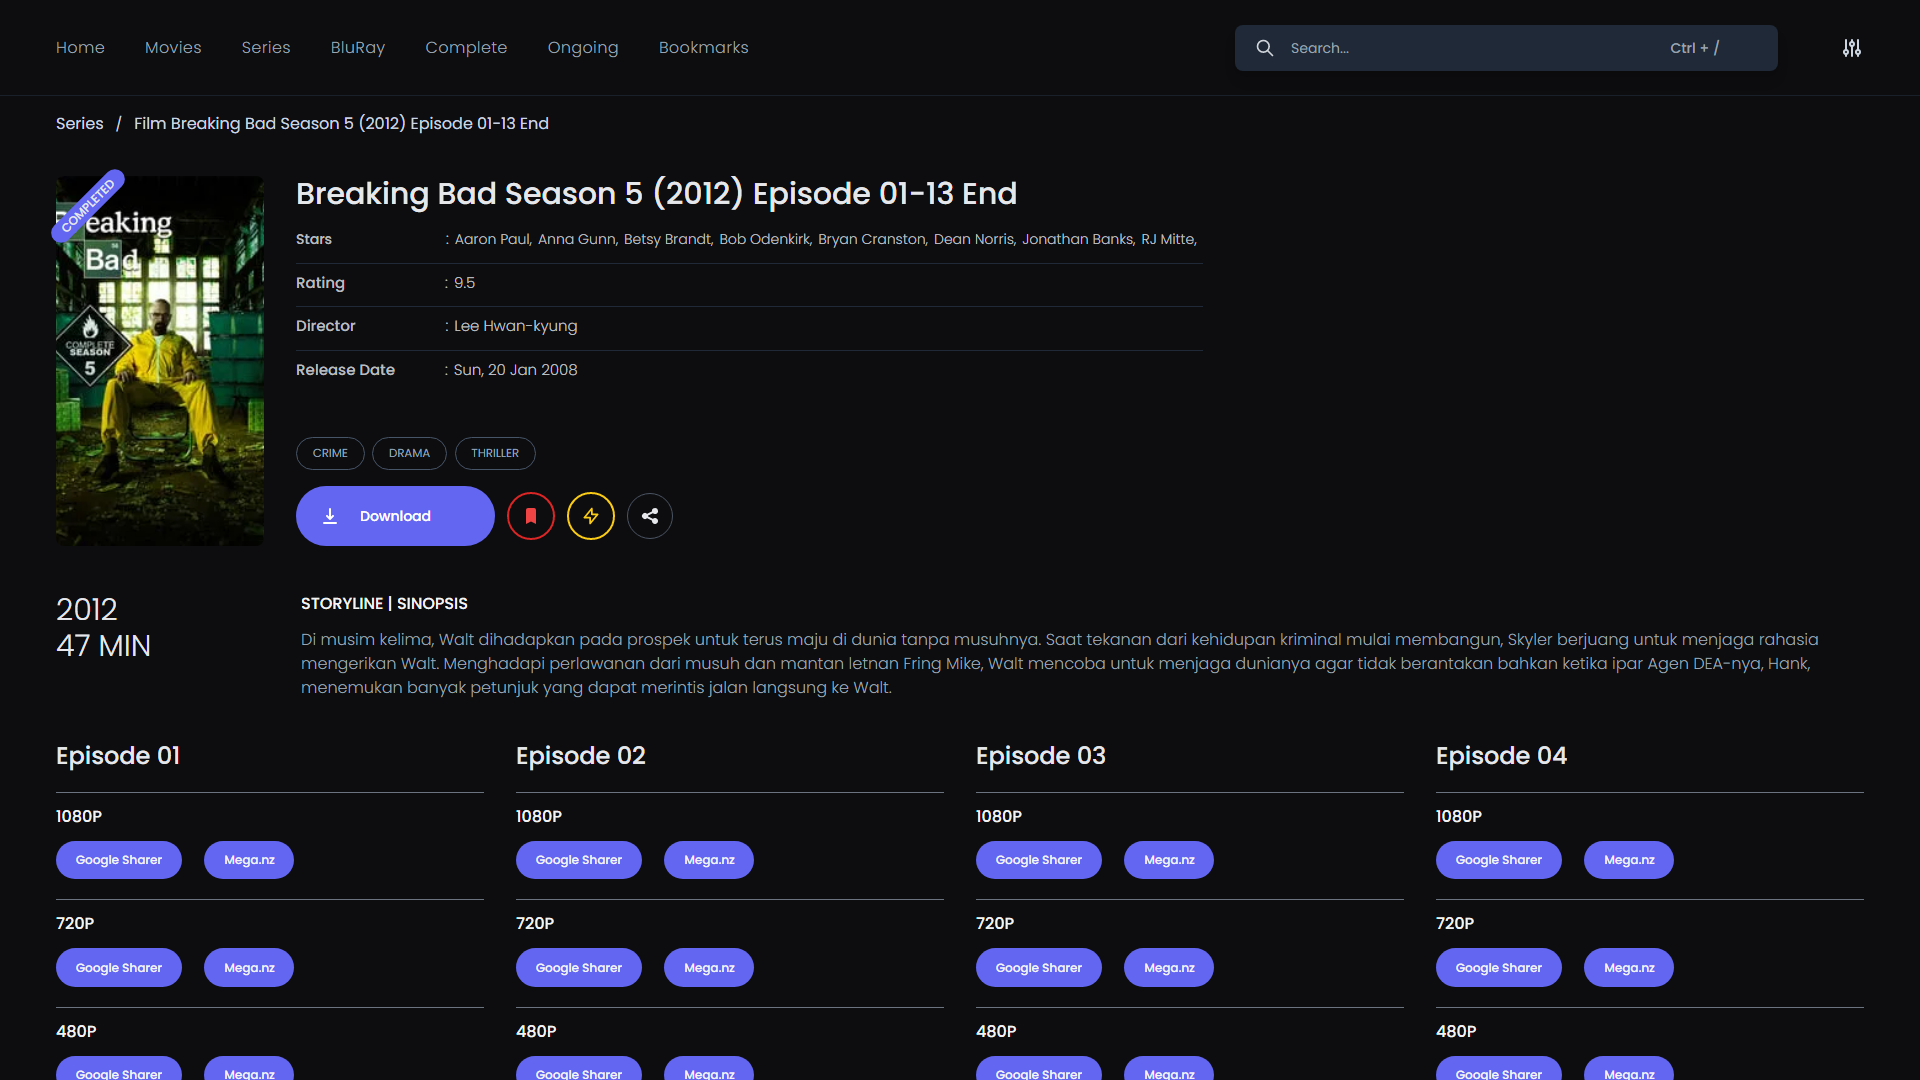 Home Movies Series BluRay Complete Ongoing Bookmarks Search... Ctrl + /
Series / Film Breaking Bad Season 5 (2012) Episode 01-13 End
COMPLETED
Breaking
Bad
COMPLETE
SEASON
5
Breaking Bad Season 5 (2012) Episode 01-13 End
Stars : Aaron Paul, Anna Gunn, Betsy Brandt, Bob Odenkirk, Bryan Cranston, Dean Norris, Jonathan Banks, RJ Mitte,
Rating : 9.5
Director : Lee Hwan-kyung
Release Date : Sun, 20 Jan 2008
CRIME DRAMA THRILLER
Download
2012
47 MIN
STORYLINE | SINOPSIS
Di musim kelima, Walt dihadapkan pada prospek untuk terus maju di dunia tanpa musuhnya. Saat tekanan dari kehidupan kriminal mulai membangun, Skyler berjuang untuk menjaga rahasia
mengerikan Walt. Menghadapi perlawanan dari musuh dan mantan letnan Fring Mike, Walt mencoba untuk menjaga dunianya agar tidak berantakan bahkan ketika ipar Agen DEA-nya, Hank,
menemukan banyak petunjuk yang dapat merintis jalan langsung ke Walt.
Episode 01 Episode 02 Episode 03 Episode 04
1080P 1080P 1080P 1080P
Google Sharer Mega.nz Google Sharer Mega.nz Google Sharer Mega.nz Google Sharer Mega.nz
720P 720P 720P 720P
Google Sharer Mega.nz Google Sharer Mega.nz Google Sharer Mega.nz Google Sharer Mega.nz
480P 480P 480P 480P
Google Sharer Mega.nz Google Sharer Mega.nz Google Sharer Mega.nz Google Sharer Mega.nz